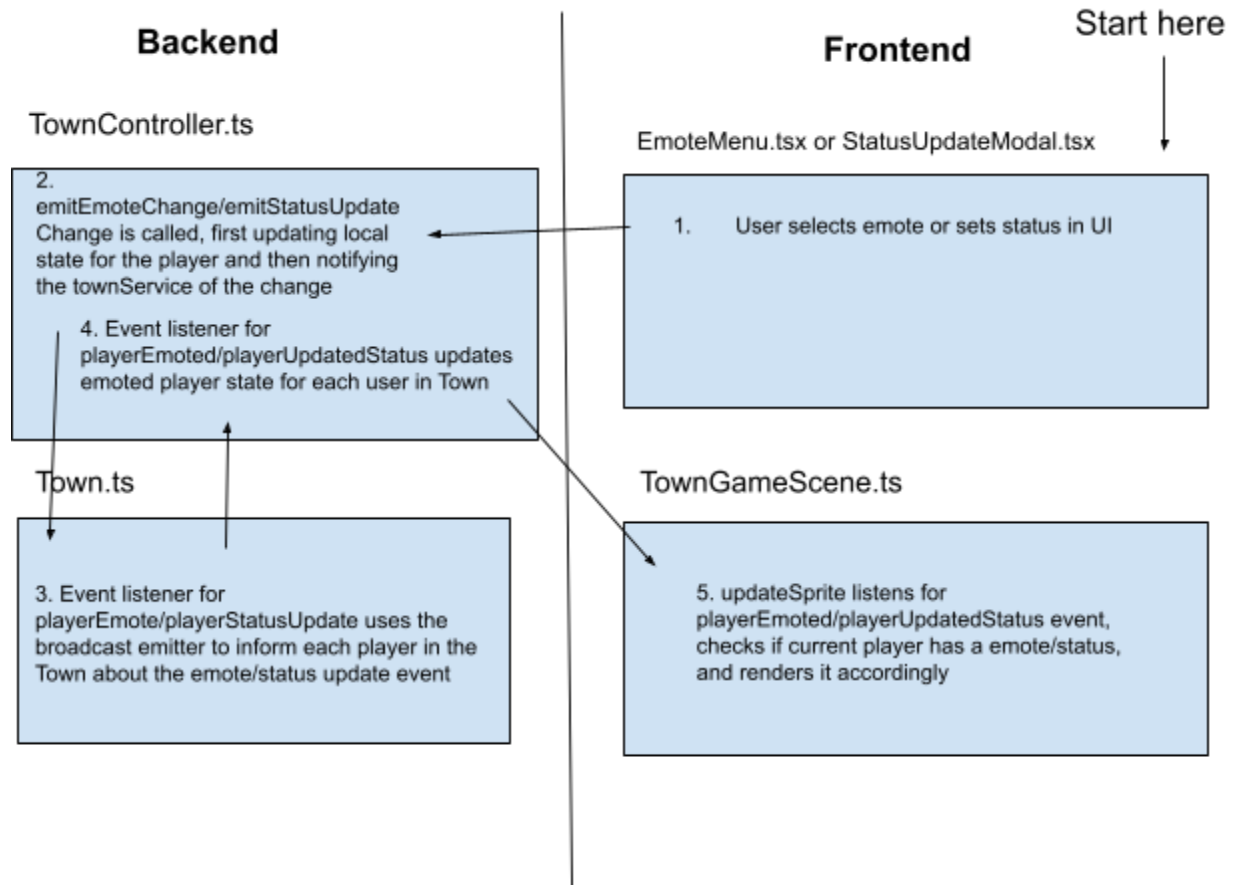 Backend
Frontend
Start here
TownController.ts
EmoteMenu.tsx or StatusUpdateModal.tsx
1. User selects emote or sets status in UI
2.
emitEmoteChange/emitStatusUpdate
Change is called, first updating local
state for the player and then notifying
the townService of the change
4. Event listener for
playerEmoted/playerUpdatedStatus updates
emoted player state for each user in Town
Town.ts
3. Event listener for
playerEmote/playerStatusUpdate uses the
broadcast emitter to inform each player in the
Town about the emote/status update event
TownGameScene.ts
5. updateSprite listens for
playerEmoted/playerUpdatedStatus event,
checks if current player has a emote/status,
and renders it accordingly